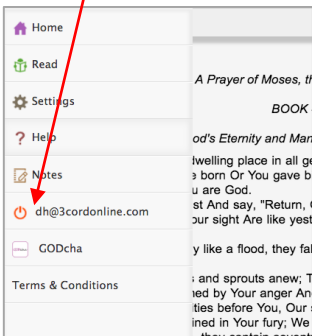 Home
Read
Settings
Help
Notes
dh@3cordonline.com
GODcha
Terms & Conditions
A Prayer of Moses, th
BOOK
od's Eternity and Man
dwelling place in all ge
born Or You gave b
u are God.
st And say, "Return,
our sight Are like yest
y like a flood, they fal
and sprouts anew; T
ned by Your anger An
ities before You, Our
ined in Your fury; We